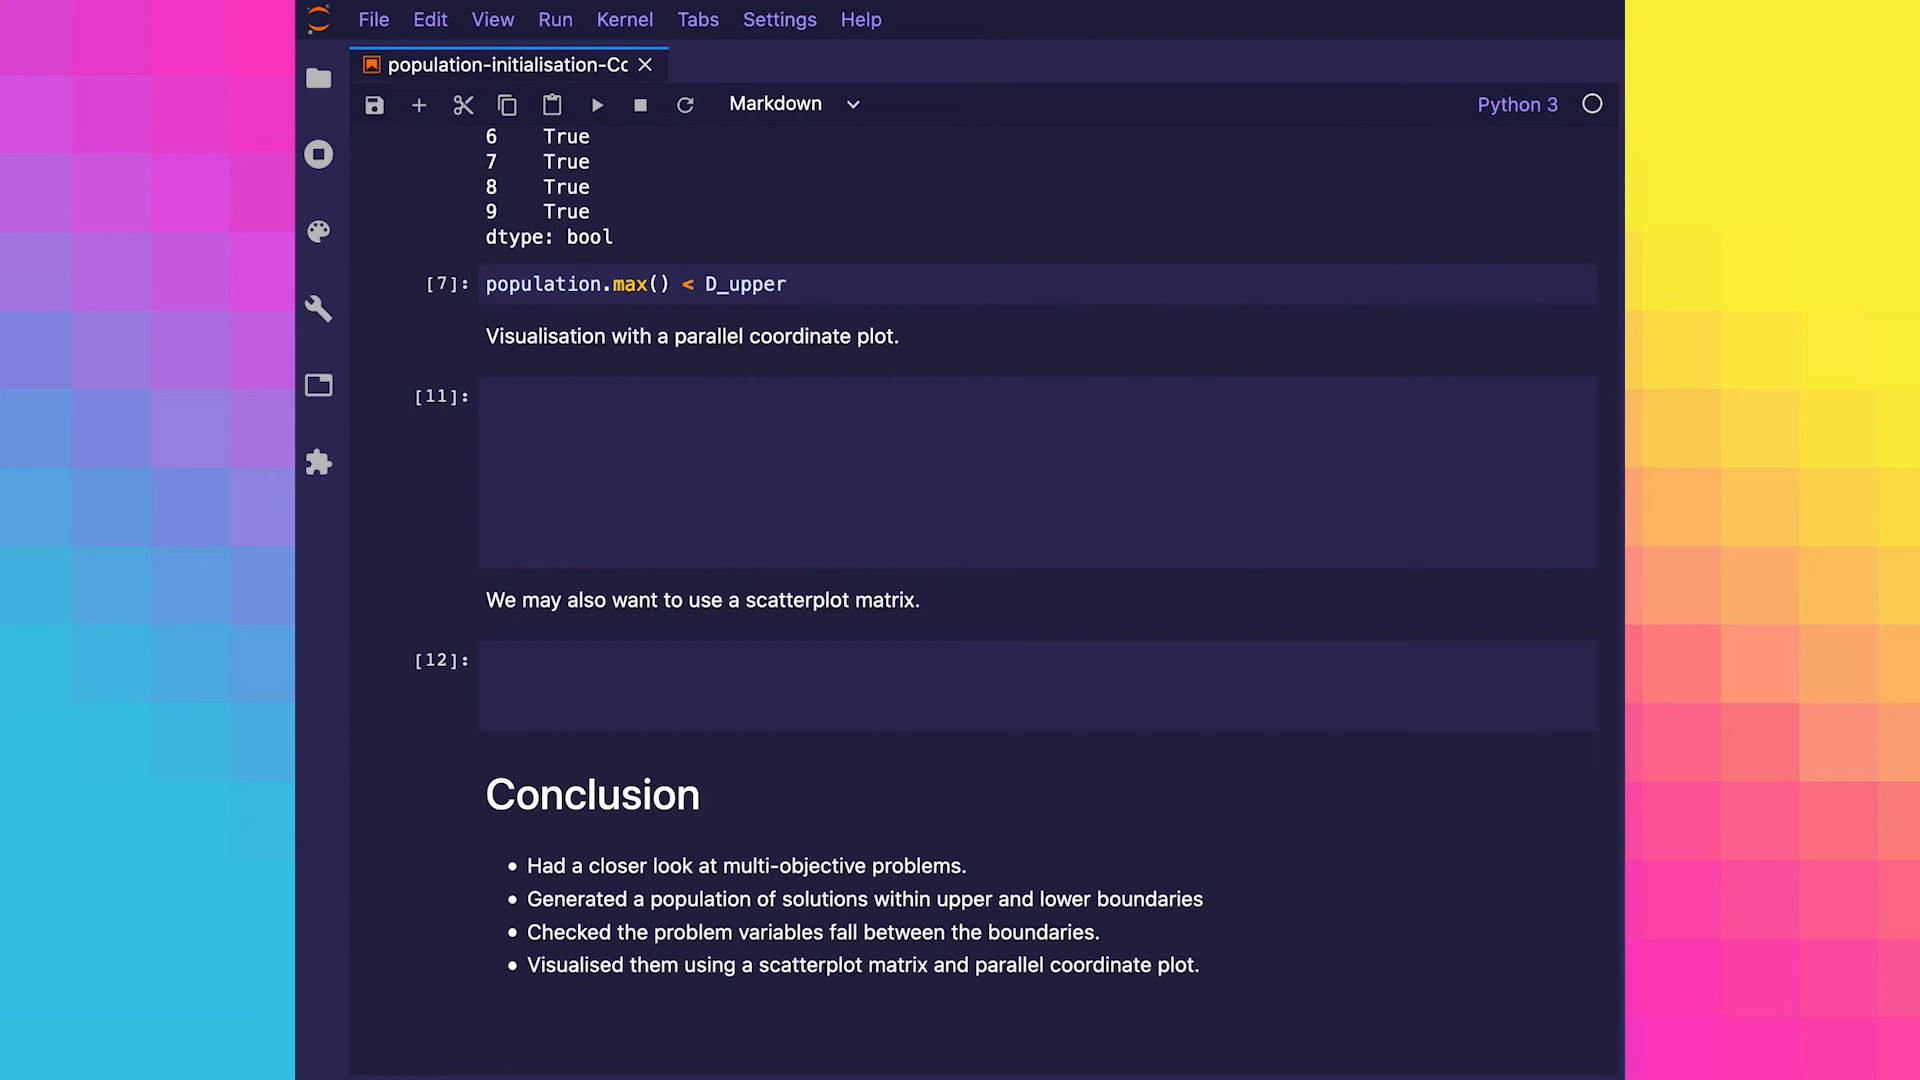 File Edit View Run Kernel Tabs Settings Help
population-initialisation-Co
Markdown
Python 3
6 True
7 True
8 True
9 True
dtype: bool
[7]: population.max() < D_upper
Visualisation with a parallel coordinate plot.
[11]:
We may also want to use a scatterplot matrix.
[12]:
Conclusion
• Had a closer look at multi-objective problems.
• Generated a population of solutions within upper and lower boundaries
• Checked the problem variables fall between the boundaries.
• Visualised them using a scatterplot matrix and parallel coordinate plot.